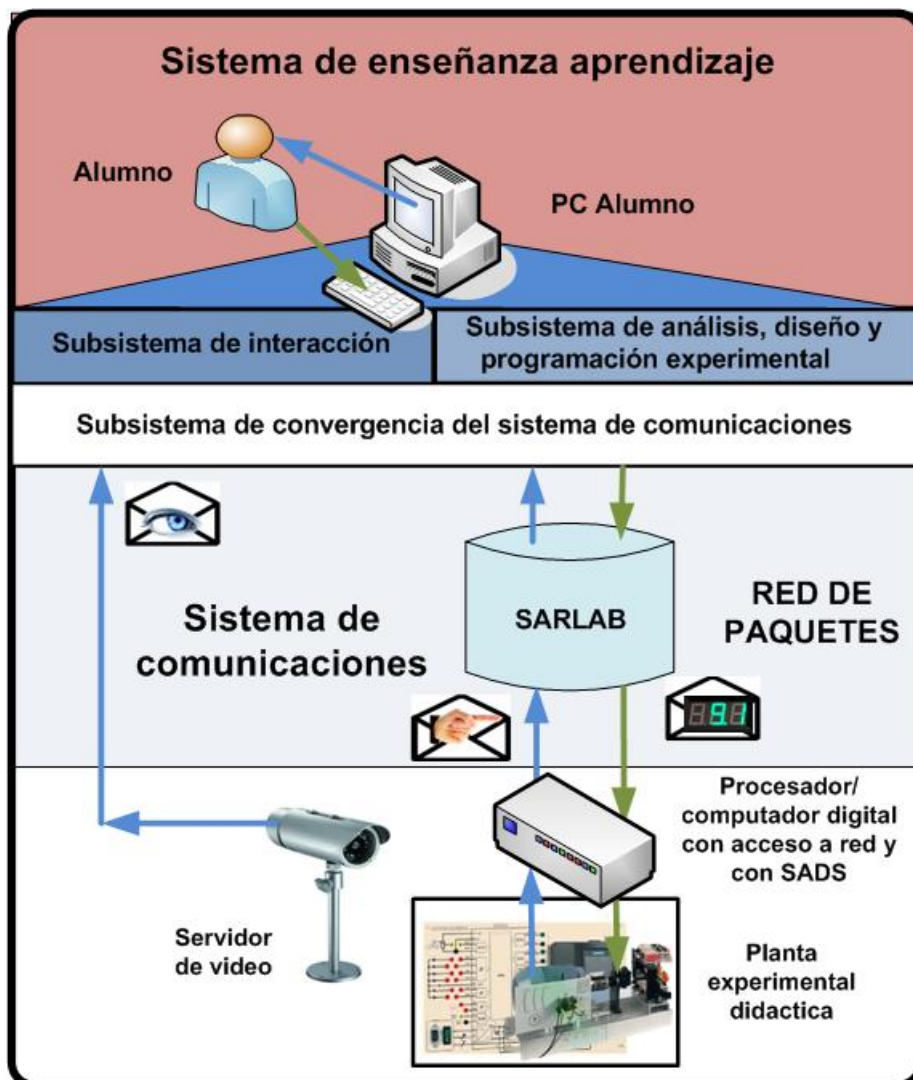 Sistema de enseñanza aprendizaje
Alumno
PC Alumno
Subsistema de interacción
Subsistema de análisis, diseño y
programación experimental
Subsistema de convergencia del sistema de comunicaciones
Sistema de
comunicaciones
SARLAB
RED DE
PAQUETES
9.1
Procesador/
computador digital
con acceso a red y
con SADS
Servidor
de video
Planta
experimental
didactica